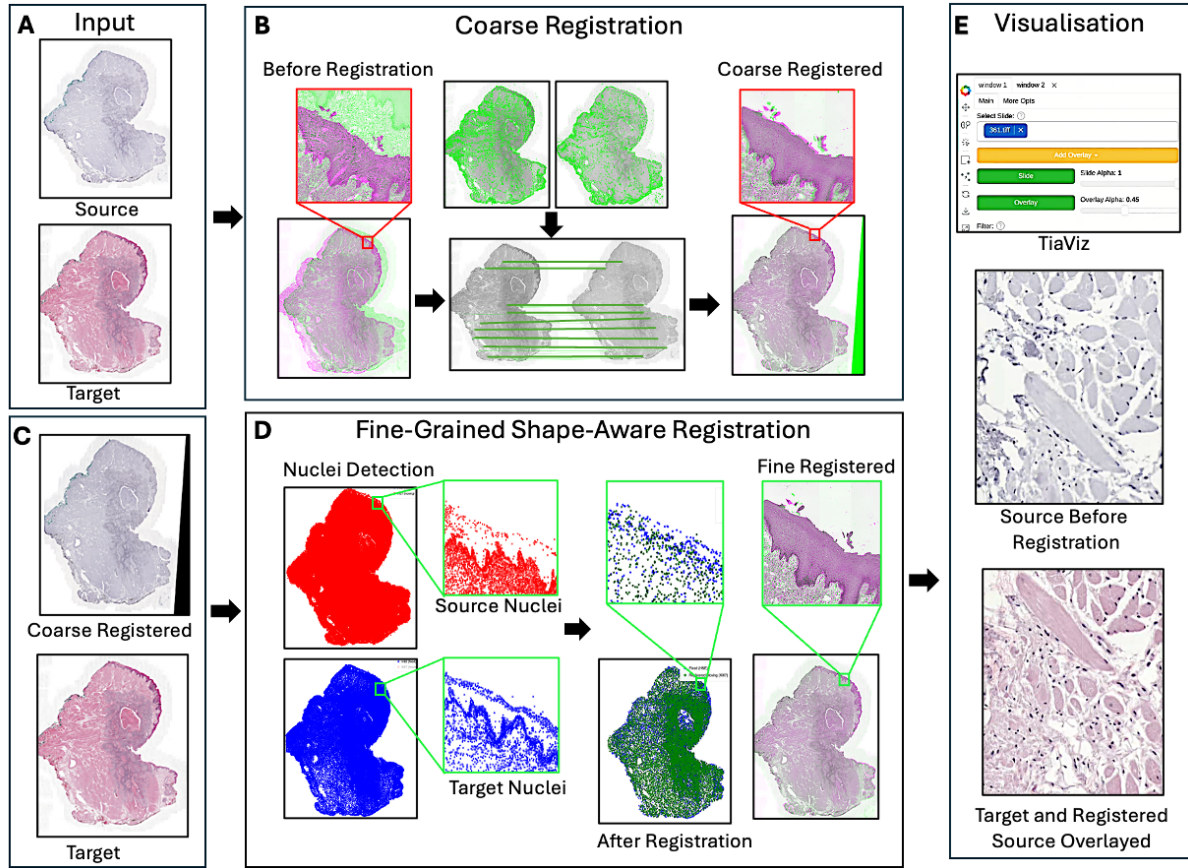 A
Input
Source
Target
B
Coarse Registration
Before Registration
Coarse Registered
C
Coarse Registered
Target
D
Fine-Grained Shape-Aware Registration
Nuclei Detection
Source Nuclei
Target Nuclei
After Registration
Fine Registered
E
Visualisation
window 1 window 2 ×
Main More Opts
Select Slide: ?
361.tiff ×
Add Overlay
Slide
Slide Alpha: 1
Overlay
Overlay Alpha: 0.45
Filter: ?
TiaViz
Source Before
Registration
Target and Registered
Source Overlayed